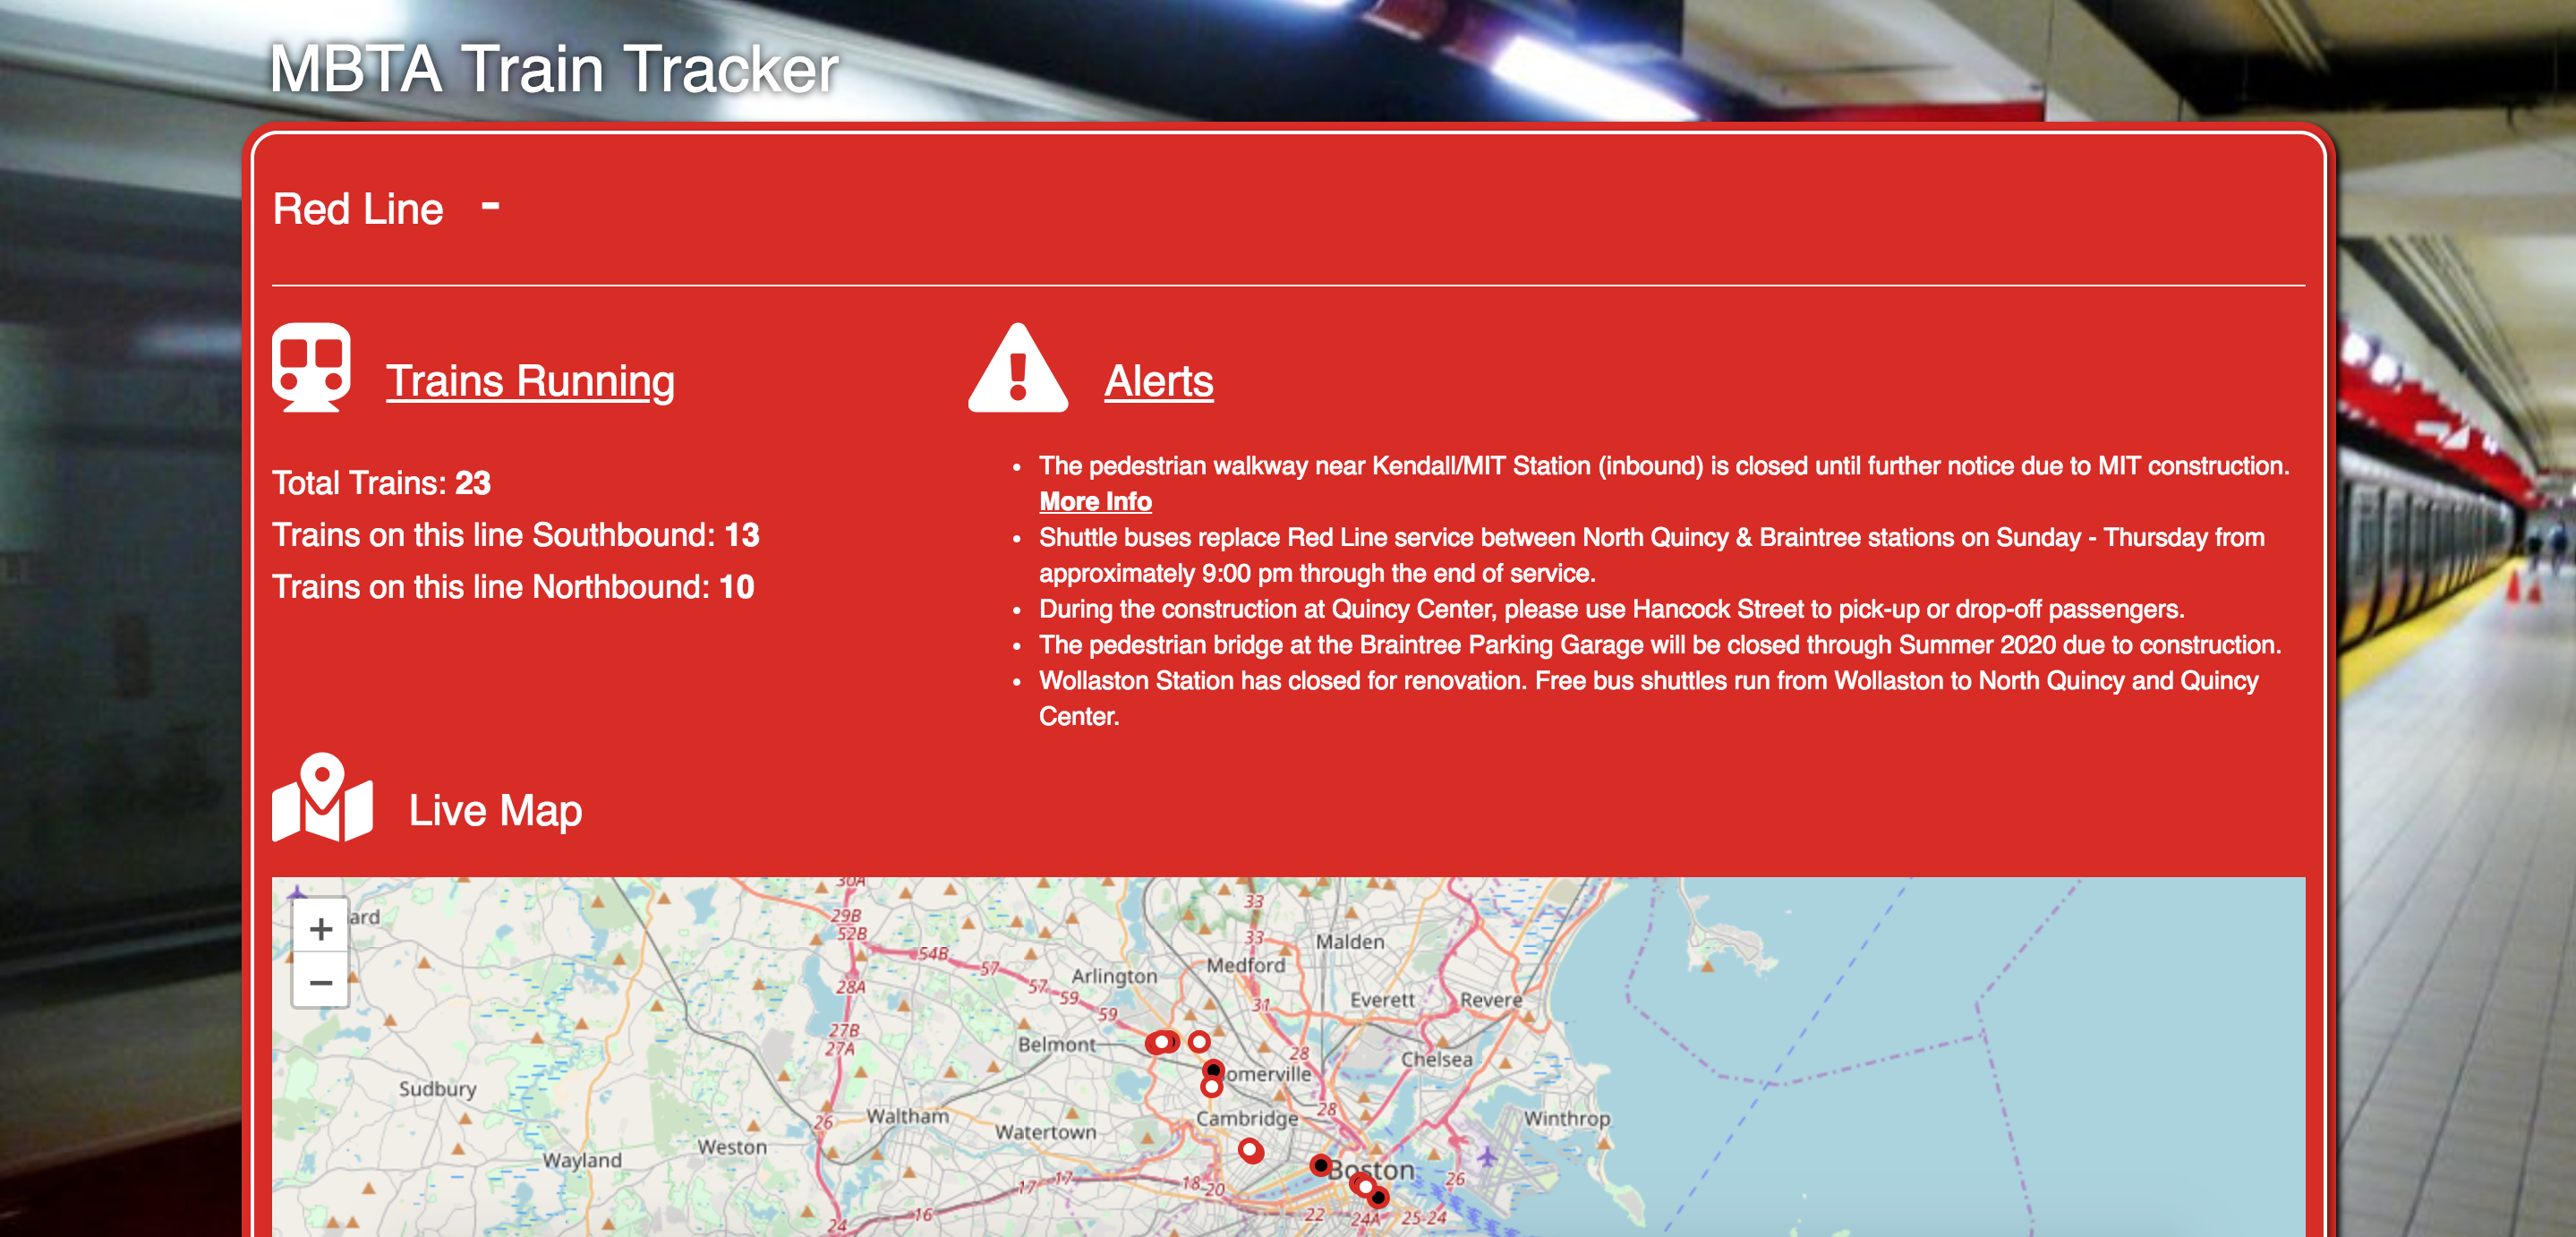 MBTA Train Tracker
Red Line -
Trains Running
Total Trains: 23
Trains on this line Southbound: 13
Trains on this line Northbound: 10
Alerts
• The pedestrian walkway near Kendall/MIT Station (inbound) is closed until further notice due to MIT construction.
More Info
• Shuttle buses replace Red Line service between North Quincy & Braintree stations on Sunday - Thursday from
approximately 9:00 pm through the end of service.
• During the construction at Quincy Center, please use Hancock Street to pick-up or drop-off passengers.
• The pedestrian bridge at the Braintree Parking Garage will be closed through Summer 2020 due to construction.
• Wollaston Station has closed for renovation. Free bus shuttles run from Wollaston to North Quincy and Quincy
Center.
Live Map
+
−
30A
29B
52B
54B
57
28A
57
59
59
27B
27A
33
33
Malden
Medford
Arlington
31
Everett
Revere
Belmont
28
Chelsea
Sudbury
Waltham
26
Watertown
Cambridge
28
Winthrop
Weston
Wayland
Boston
17
17
18
20
26
16
24
22
24A
25-24